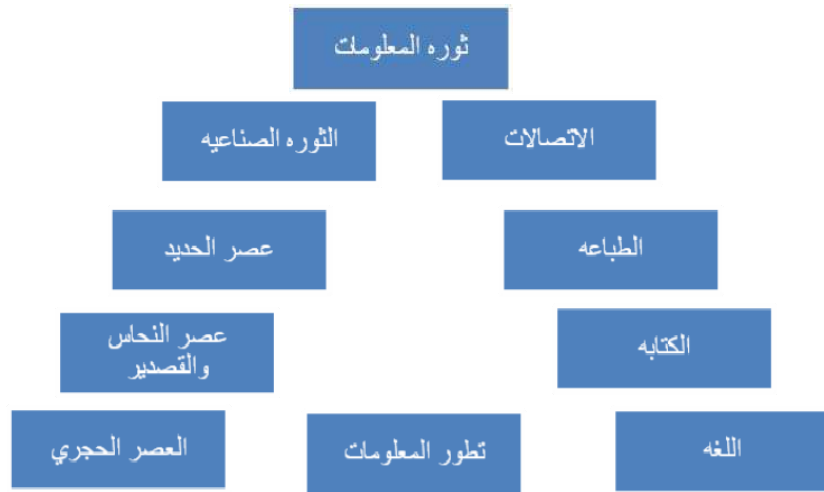 ثوره المعلومات
الاتصالات
الثوره الصناعيه
الطباعه
عصر الحديد
الكتابه
عصر النحاس
والقصدير
اللغه
تطور المعلومات
العصر الحجري